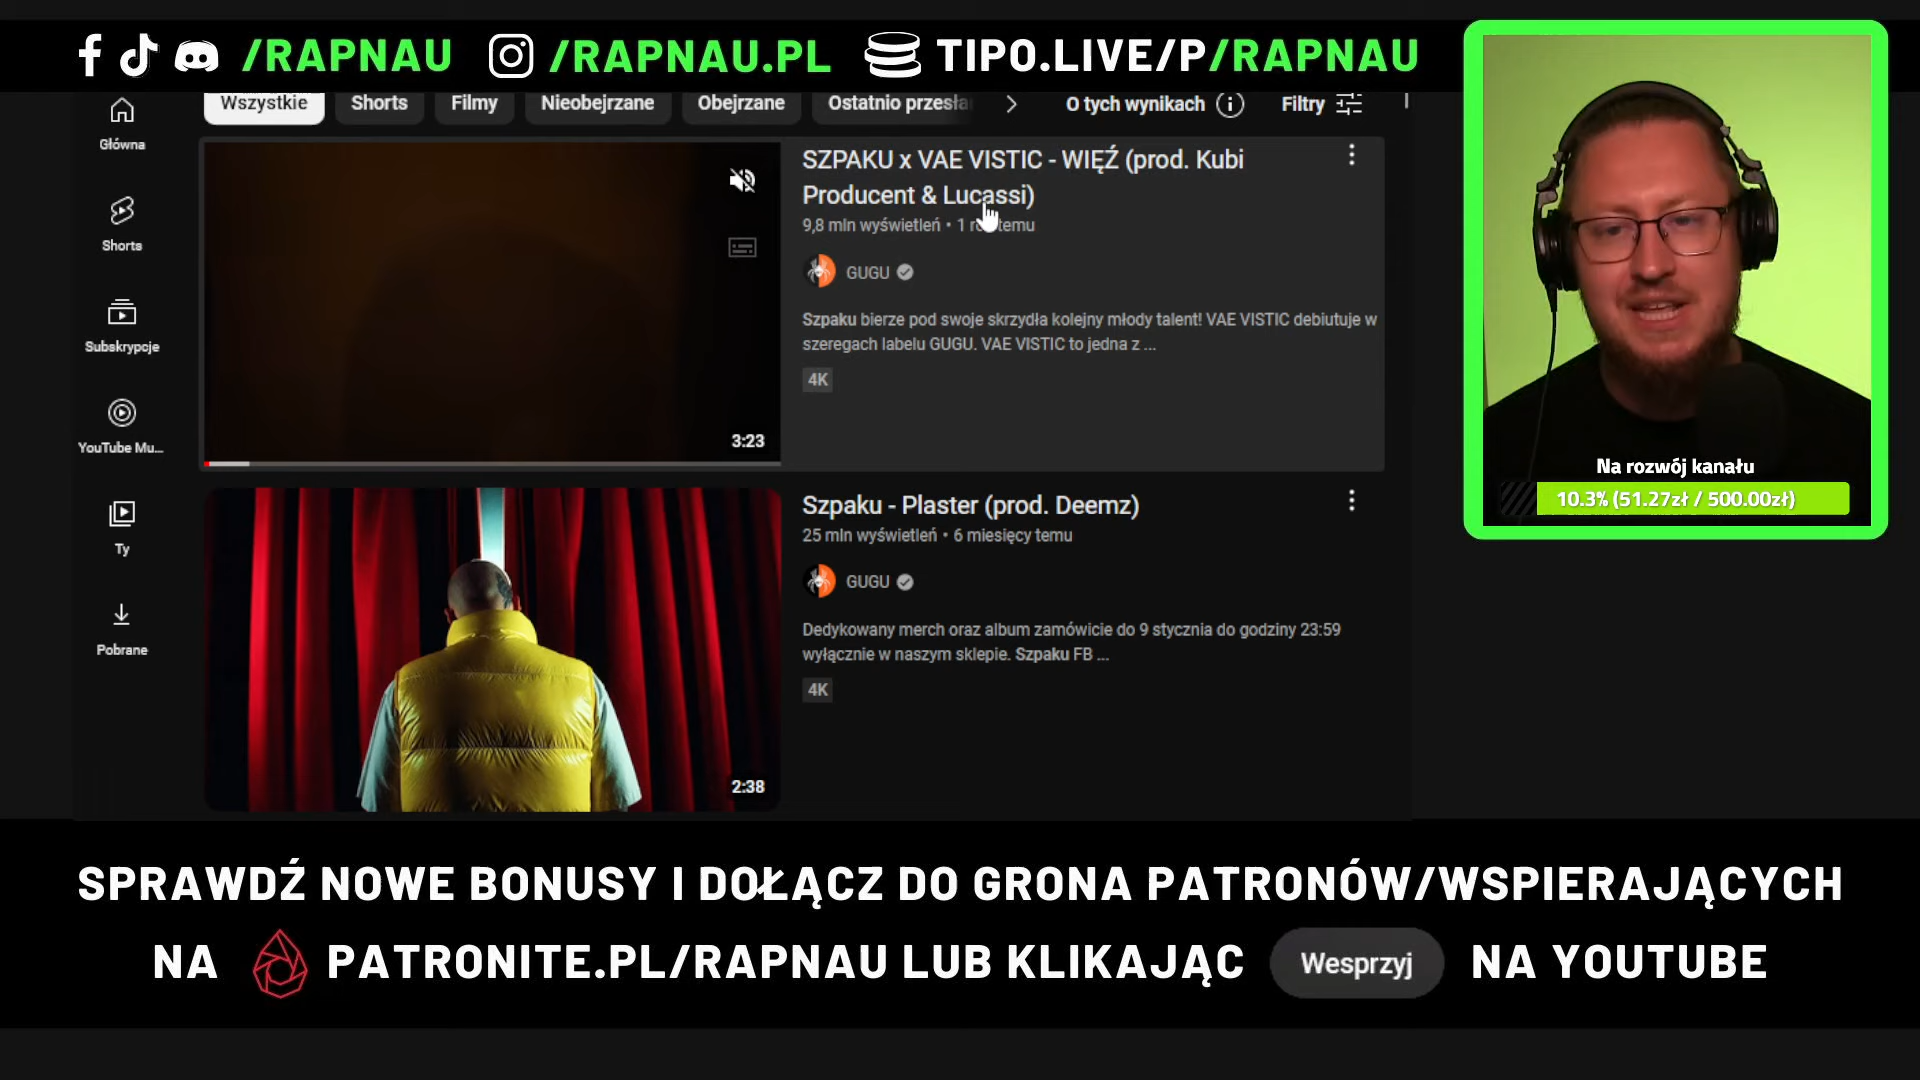 /RAPNAU /RAPNAU.PL TIPO.LIVE/P/RAPNAU
Wszystkie Shorts Filmy Nieobejrzane Obejrzane Ostatnio O tych wynikach Filtry
Główna
Shorts
Subskrypcje
YouTube Mu...
Ty
Pobrane
3:23
SZPAKU x VAE VISTIC - WIĘŹ (prod. Kubi
Producent & Lucassi)
9,8 mln wyświetleń • 1 temu
GUGU
Szpaku bierze pod swoje skrzydła kolejny młody talent! VAE VISTIC debiutuje w
szeregach labelu GUGU. VAE VISTIC to jedna z ...
4K
2:38
Szpaku - Plaster (prod. Deemz)
25 mln wyświetleń • 6 miesięcy temu
GUGU
Dedykowany merch oraz album zamówicie do 9 stycznia do godziny 23:59
wyłącznie w naszym sklepie. Szpaku FB ...
4K
Na rozwój kanału
10.3% (51.27zł / 500.00zł)
SPRAWDŹ NOWE BONUSY I DOŁĄCZ DO GRONA PATRONÓW/WSPIERAJĄCYCH
NA PATRONITE.PL/RAPNAU LUB KLIKAJĄC Wesprzyj NA YOUTUBE